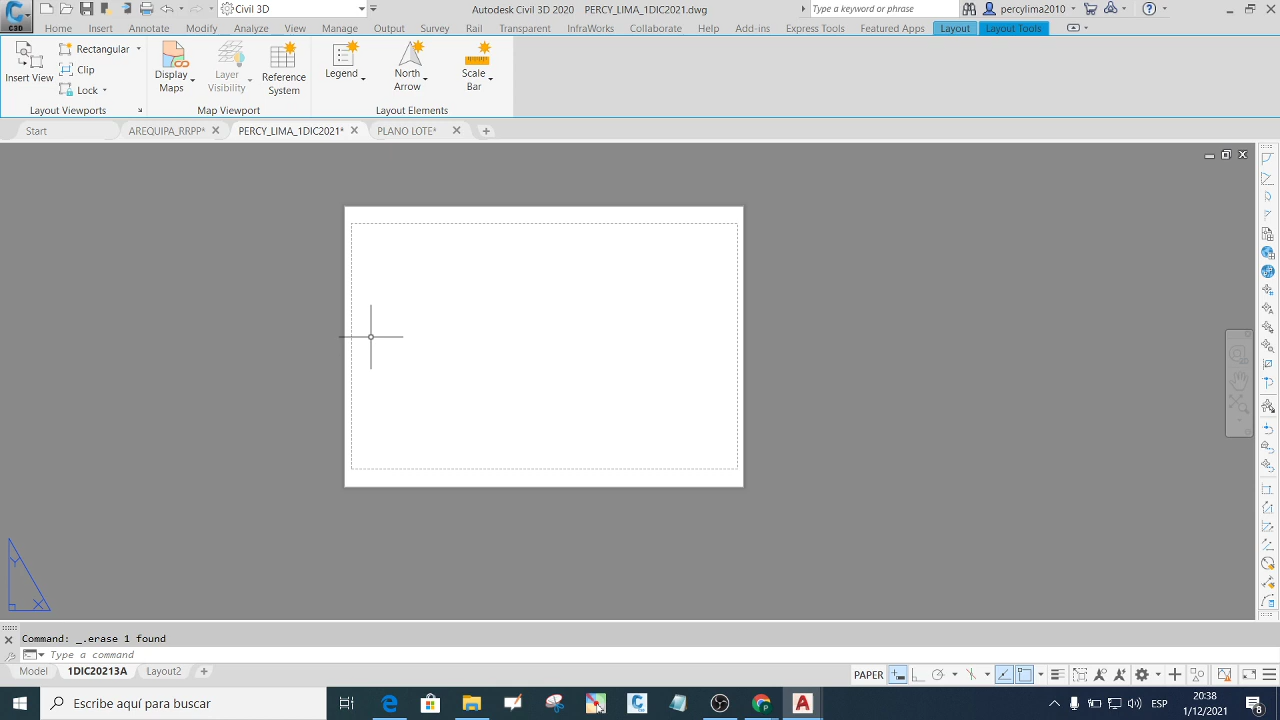 C3D
Civil 3D
Autodesk Civil 3D 2020 PERCY_LIMA_1DIC2021.dwg
Type a keyword or phrase
percylima2010
Home Insert Annotate Modify Analyze View Manage Output Survey Rail Transparent InfraWorks Collaborate Help Add-ins Express Tools Featured Apps Layout Layout Tools
Insert View
Rectangular
Clip
Lock
Display Maps
Layer Visibility
Reference System
Legend
North Arrow
Scale Bar
Layout Viewports
Map Viewport
Layout Elements
Start AREQUIPA_RRPP* PERCY_LIMA_1DIC2021* PLANO LOTE*
Y
X
Command: _.erase 1 found
Type a command
Model 1DIC20213A Layout2
PAPER
Escribe aquí para buscar
ESP
20:38
1/12/2021
8